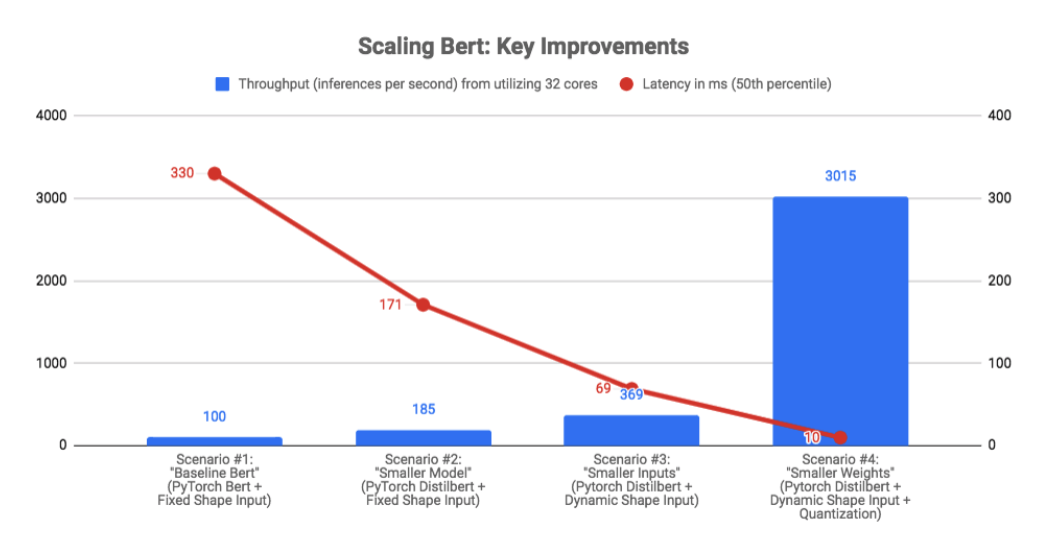 Scaling Bert: Key Improvements
Throughput (inferences per second) from utilizing 32 cores
Latency in ms (50th percentile)
4000
400
330
3015
3000
300
171
2000
200
1000
100
69
369
100
185
10
0
0
Scenario #1:
"Baseline Bert"
(PyTorch Bert +
Fixed Shape Input)
Scenario #2:
"Smaller Model"
(PyTorch Distilbert +
Fixed Shape Input)
Scenario #3:
"Smaller Inputs"
(Pytorch Distilbert +
Dynamic Shape Input)
Scenario #4:
"Smaller Weights"
(Pytorch Distilbert +
Dynamic Shape Input +
Quantization)